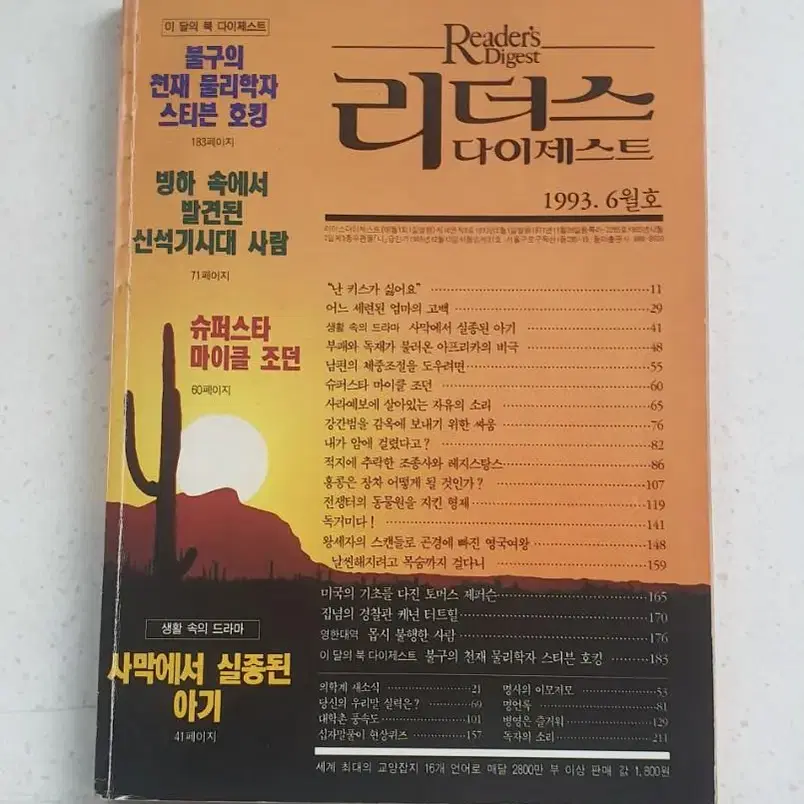 이 달의 북 다이제스트
불구의
천재 물리학자
스티븐 호킹
183페이지
빙하 속에서
발견된
신석기시대 사람
71페이지
슈퍼스타
마이클 조던
60페이지
생활 속의 드라마
사막에서 실종된
아기
41페이지
Reader's
Digest
리더스
다이제스트
1993. 6월호
"난 키스가 싫어요" 11
어느 세련된 엄마의 고백 29
생활 속의 드라마 사막에서 실종된 아기 41
부패와 독재가 불러온 아프리카의 비극 48
남편의 체중조절을 도우려면 55
슈퍼스타 마이클 조던 60
사라예보에 살아있는 자유의 소리 65
강간범을 감옥에 보내기 위한 싸움 76
내가 암에 걸렸다고? 82
적지에 추락한 조종사와 레지스탕스 86
홍콩은 장차 어떻게 될 것인가? 107
전쟁터의 동물원을 지킨 형제 119
독거미다! 141
왕세자의 스캔들로 곤경에 빠진 영국여왕 148
날씬해지려고 목숨까지 걸다니 159
미국의 기초를 다진 토머스 제퍼슨 165
집념의 경찰관 케넌 터트힐 170
영한대역 몹시 불행한 사람 176
이 달의 북 다이제스트 불구의 천재 물리학자 스티븐 호킹 183
의학계 새소식 21
당신의 우리말 실력은? 69
대학촌 풍속도 101
십자말풀이 현상퀴즈 157
명사의 이모저모 53
명언록 81
병영은 즐거워 129
독자의 소리 211
세계 최대의 교양잡지 16개 언어로 매달 2800만 부 이상 판매 값 1,800원